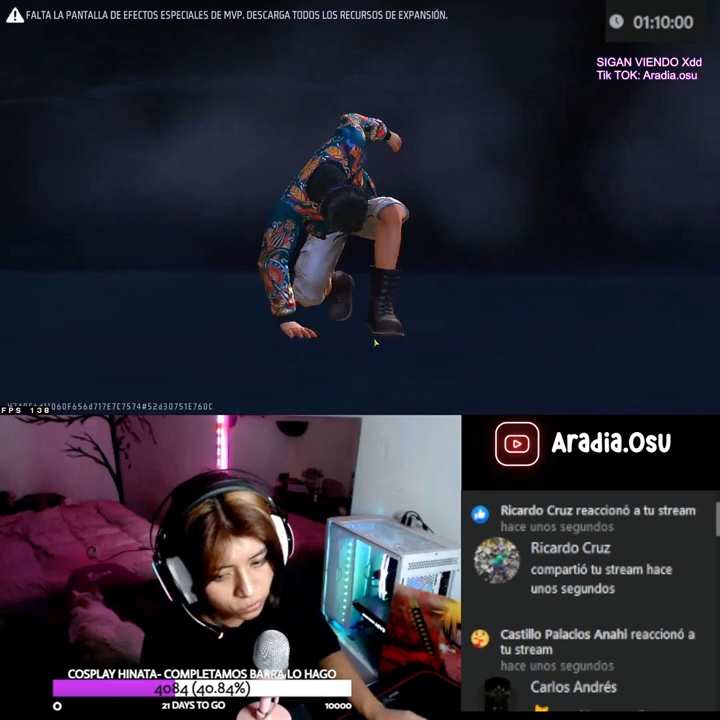 FALTA LA PANTALLA DE EFECTOS ESPECIALES DE MVP. DESCARGA TODOS LOS RECURSOS DE EXPANSIÓN.
01:10:00
SIGAN VIENDO Xdd
Tik TOK: Aradia.osu
FPS 138
Aradia.Osu
Ricardo Cruz reaccionó a tu stream
hace unos segundos
Ricardo Cruz
compartió tu stream hace
unos segundos
Castillo Palacios Anahi reaccionó a
tu stream
hace unos segundos
Carlos Andrés
COSPLAY HINATA- COMPLETAMOS BARRA LO HAGO
4084 (40.84%)
0 21 DAYS TO GO 10000